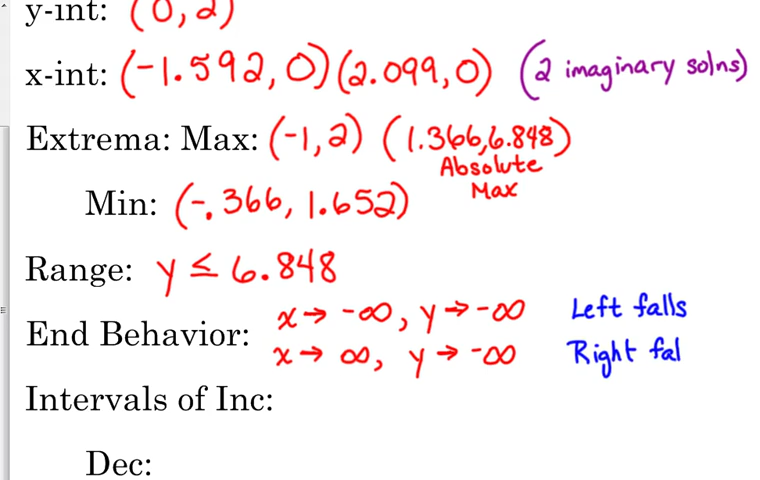 y-int: (0, 2)
x-int: (-1.592, 0) (2.099, 0) (2 imaginary solns)
Extrema: Max: (-1, 2) (1.366, 6.848)
Absolute
Max
Min: (-.366, 1.652)
Range: y ≤ 6.848
x → -∞, y → -∞ Left falls
End Behavior:
x → ∞, y → -∞ Right fal
Intervals of Inc:
Dec: